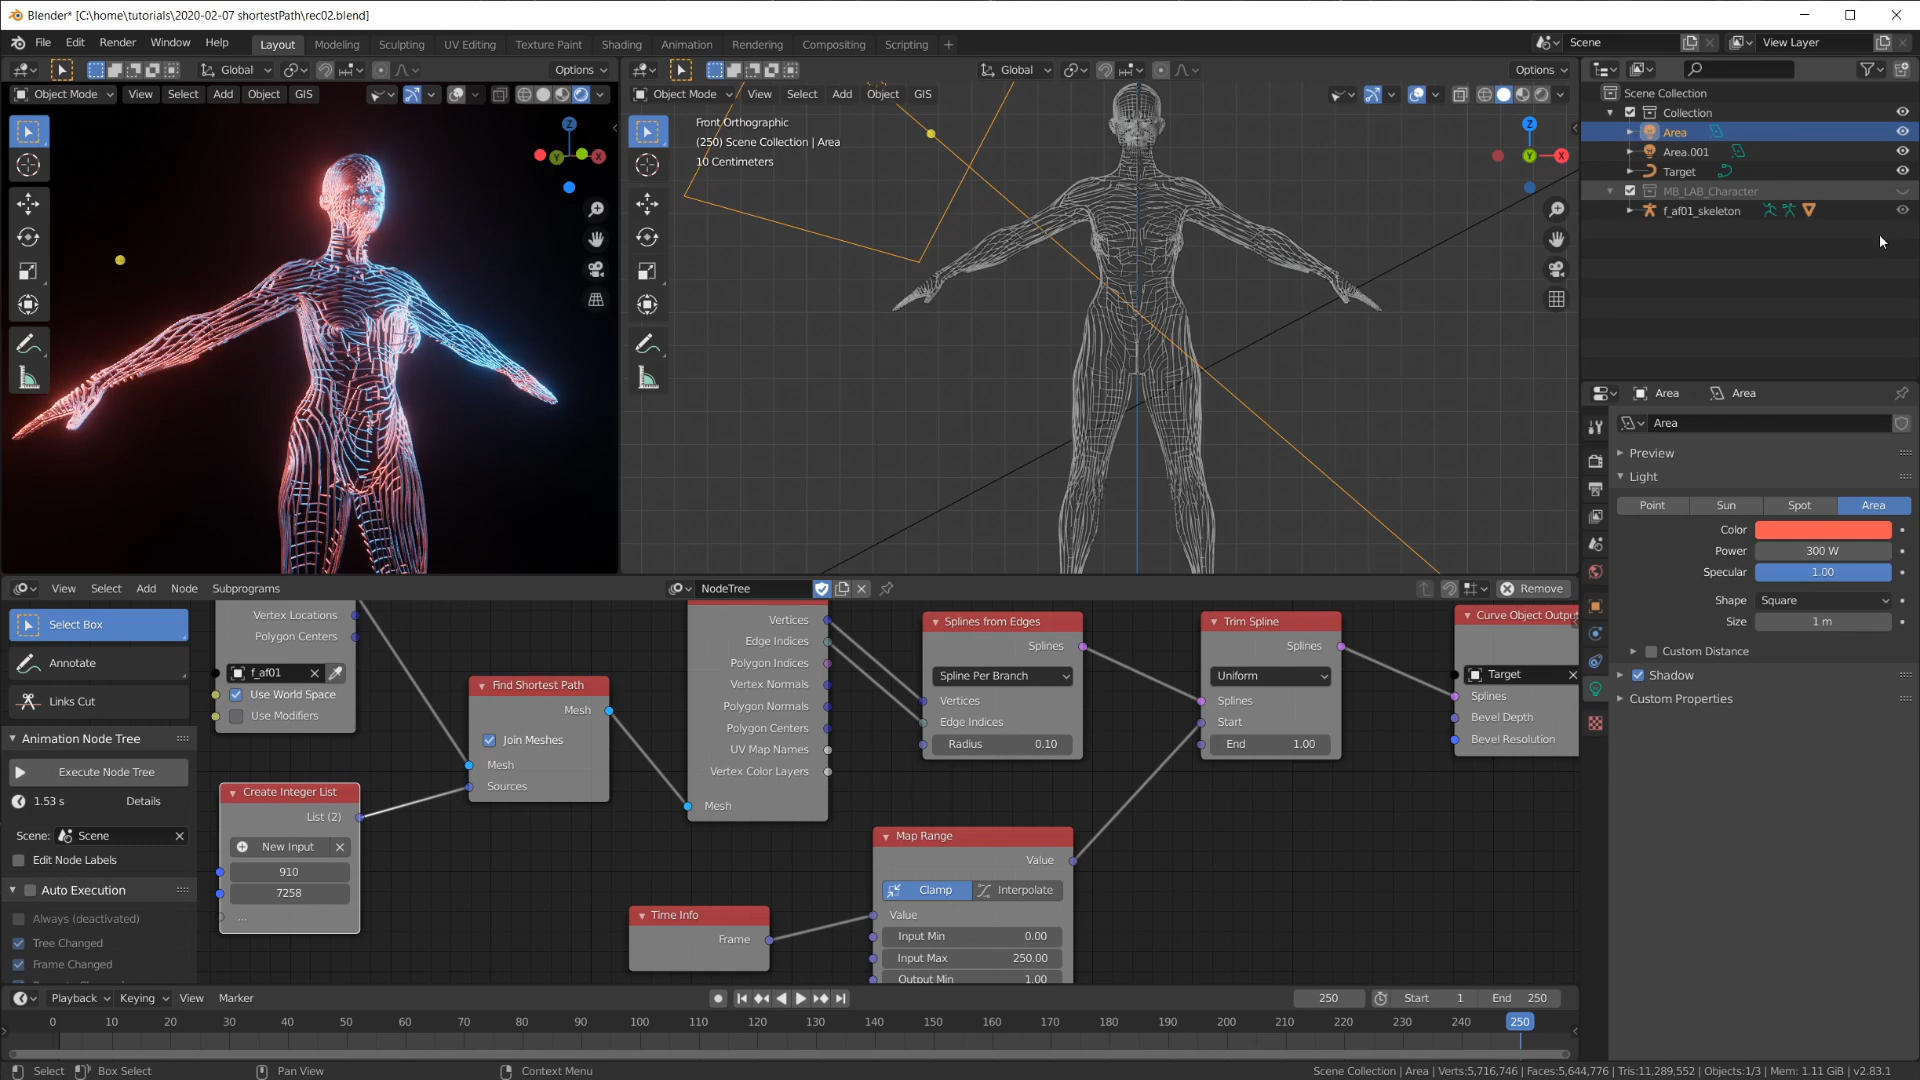 Blender* [C:\home\tutorials\2020-02-07 shortestPath\rec02.blend]
File Edit Render Window Help Layout Modeling Sculpting UV Editing Texture Paint Shading Animation Rendering Compositing Scripting + Scene View Layer
Global Options Global Options
Object Mode View Select Add Object GIS Object Mode View Select Add Object GIS
Front Orthographic
(250) Scene Collection | Area
10 Centimeters
Z
Y
X
Z
Y
X
Scene Collection
Collection
Area
Area.001
Target
MB_LAB_Character
f_af01_skeleton
Area Area
Area
Preview
Light
Point Sun Spot Area
Color
Power 300 W
Specular 1.00
Shape Square
Size 1 m
Custom Distance
Shadow
Custom Properties
View Select Add Node Subprograms NodeTree Remove
Select Box
Annotate
Links Cut
Animation Node Tree
Execute Node Tree
1.53 s Details
Scene: Scene
Edit Node Labels
Auto Execution
Always (deactivated)
Tree Changed
Frame Changed
Vertex Locations
Polygon Centers
f_af01
Use World Space
Use Modifiers
Create Integer List
List (2)
New Input
910
7258
...
Find Shortest Path
Mesh
Join Meshes
Mesh
Sources
Vertices
Edge Indices
Polygon Indices
Vertex Normals
Polygon Normals
Polygon Centers
UV Map Names
Vertex Color Layers
Mesh
Time Info
Frame
Splines from Edges
Splines
Spline Per Branch
Vertices
Edge Indices
Radius 0.10
Map Range
Value
Clamp Interpolate
Value
Input Min 0.00
Input Max 250.00
Output Min 1.00
Trim Spline
Splines
Uniform
Splines
Start
End 1.00
Curve Object Outpu
Target
Splines
Bevel Depth
Bevel Resolution
Playback Keying View Marker 250 Start 1 End 250
0 10 20 30 40 50 60 70 80 90 100 110 120 130 140 150 160 170 180 190 200 210 220 230 240 250
Select Box Select Pan View Context Menu Scene Collection | Area | Verts:5,716,746 | Faces:5,644,776 | Tris:11,289,552 | Objects:1/3 | Mem: 1.11 GiB | v2.83.1